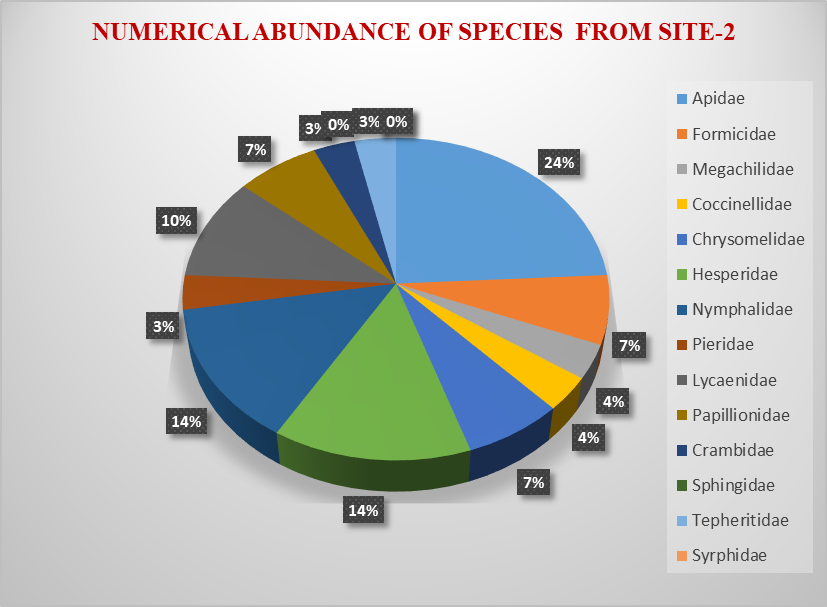 NUMERICAL ABUNDANCE OF SPECIES FROM SITE-2
3% 0% 3% 0%
7%
24%
10%
3%
7%
14%
4%
4%
7%
14%
Apidae
Formicidae
Megachilidae
Coccinellidae
Chrysomelidae
Hesperidae
Nymphalidae
Pieridae
Lycaenidae
Papillionidae
Crambidae
Sphingidae
Tepheritidae
Syrphidae